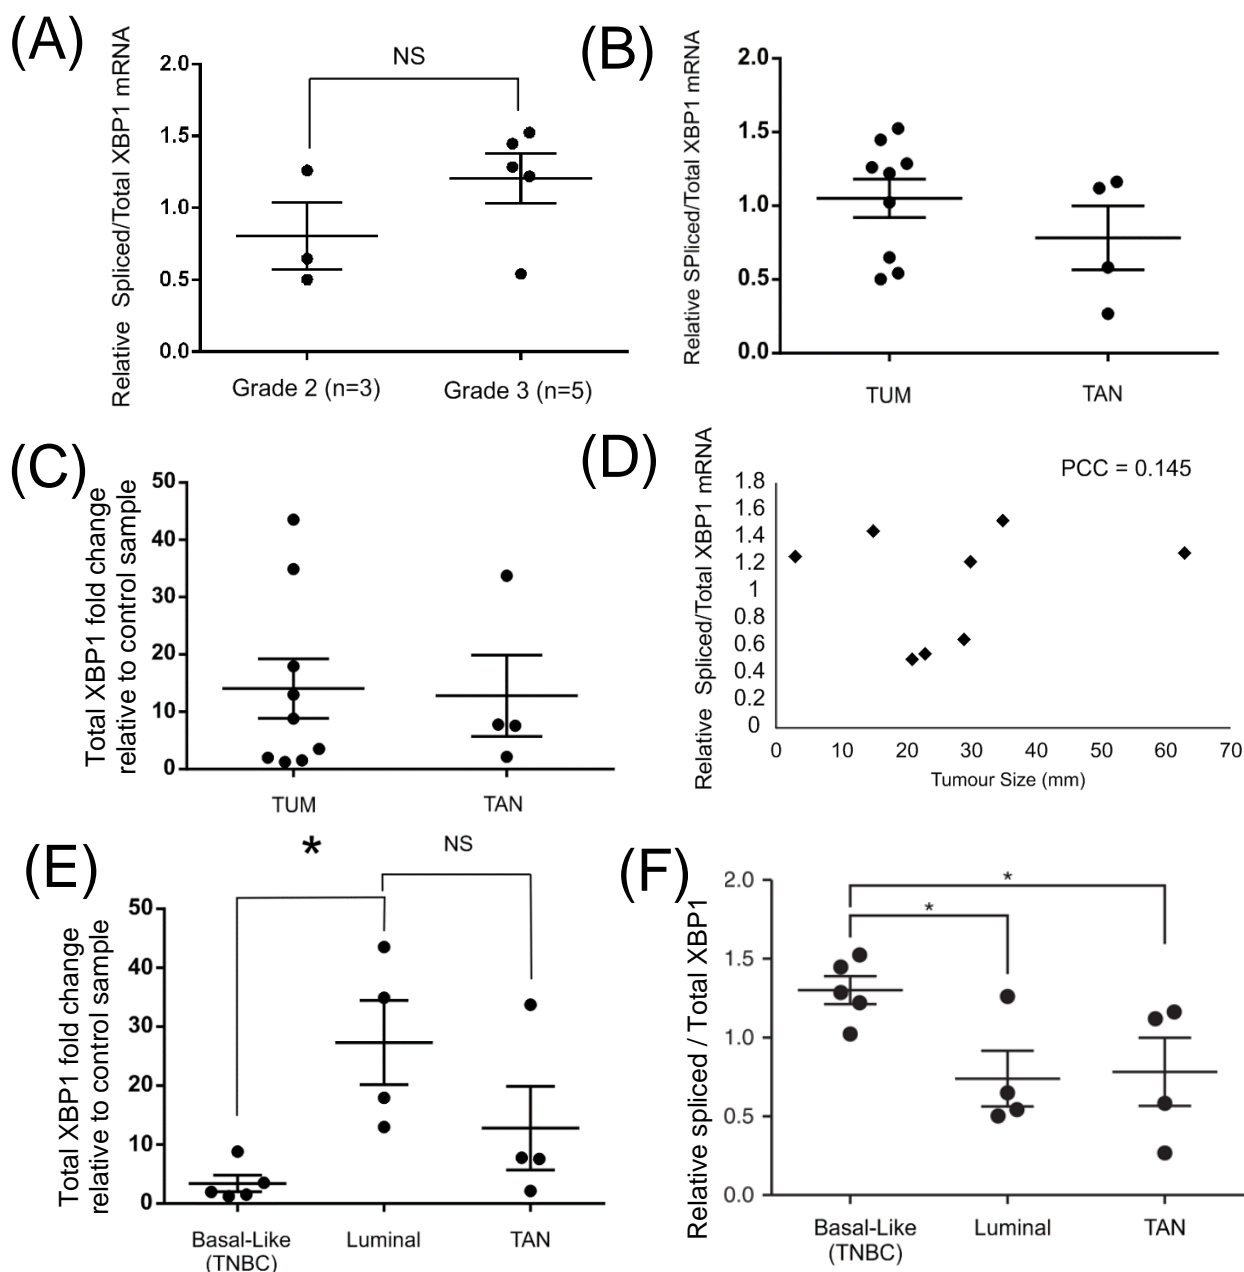 (A)
Relative Spliced/Total XBP1 mRNA
2.0
1.5
1.0
0.5
0.0
NS
Grade 2 (n=3)
Grade 3 (n=5)
(B)
Relative SPliced/Total XBP1 mRNA
2.0
1.5
1.0
0.5
0.0
TUM
TAN
(C)
Total XBP1 fold change
relative to control sample
50
40
30
20
10
0
TUM
TAN
(D)
Relative Spliced/Total XBP1 mRNA
PCC = 0.145
1.8
1.6
1.4
1.2
1
0.8
0.6
0.4
0.2
0
0 10 20 30 40 50 60 70
Tumour Size (mm)
(E)
Total XBP1 fold change
relative to control sample
*
NS
50
40
30
20
10
0
Basal-Like
(TNBC)
Luminal
TAN
(F)
Relative spliced / Total XBP1
*
*
2.0
1.5
1.0
0.5
0.0
Basal-Like
(TNBC)
Luminal
TAN